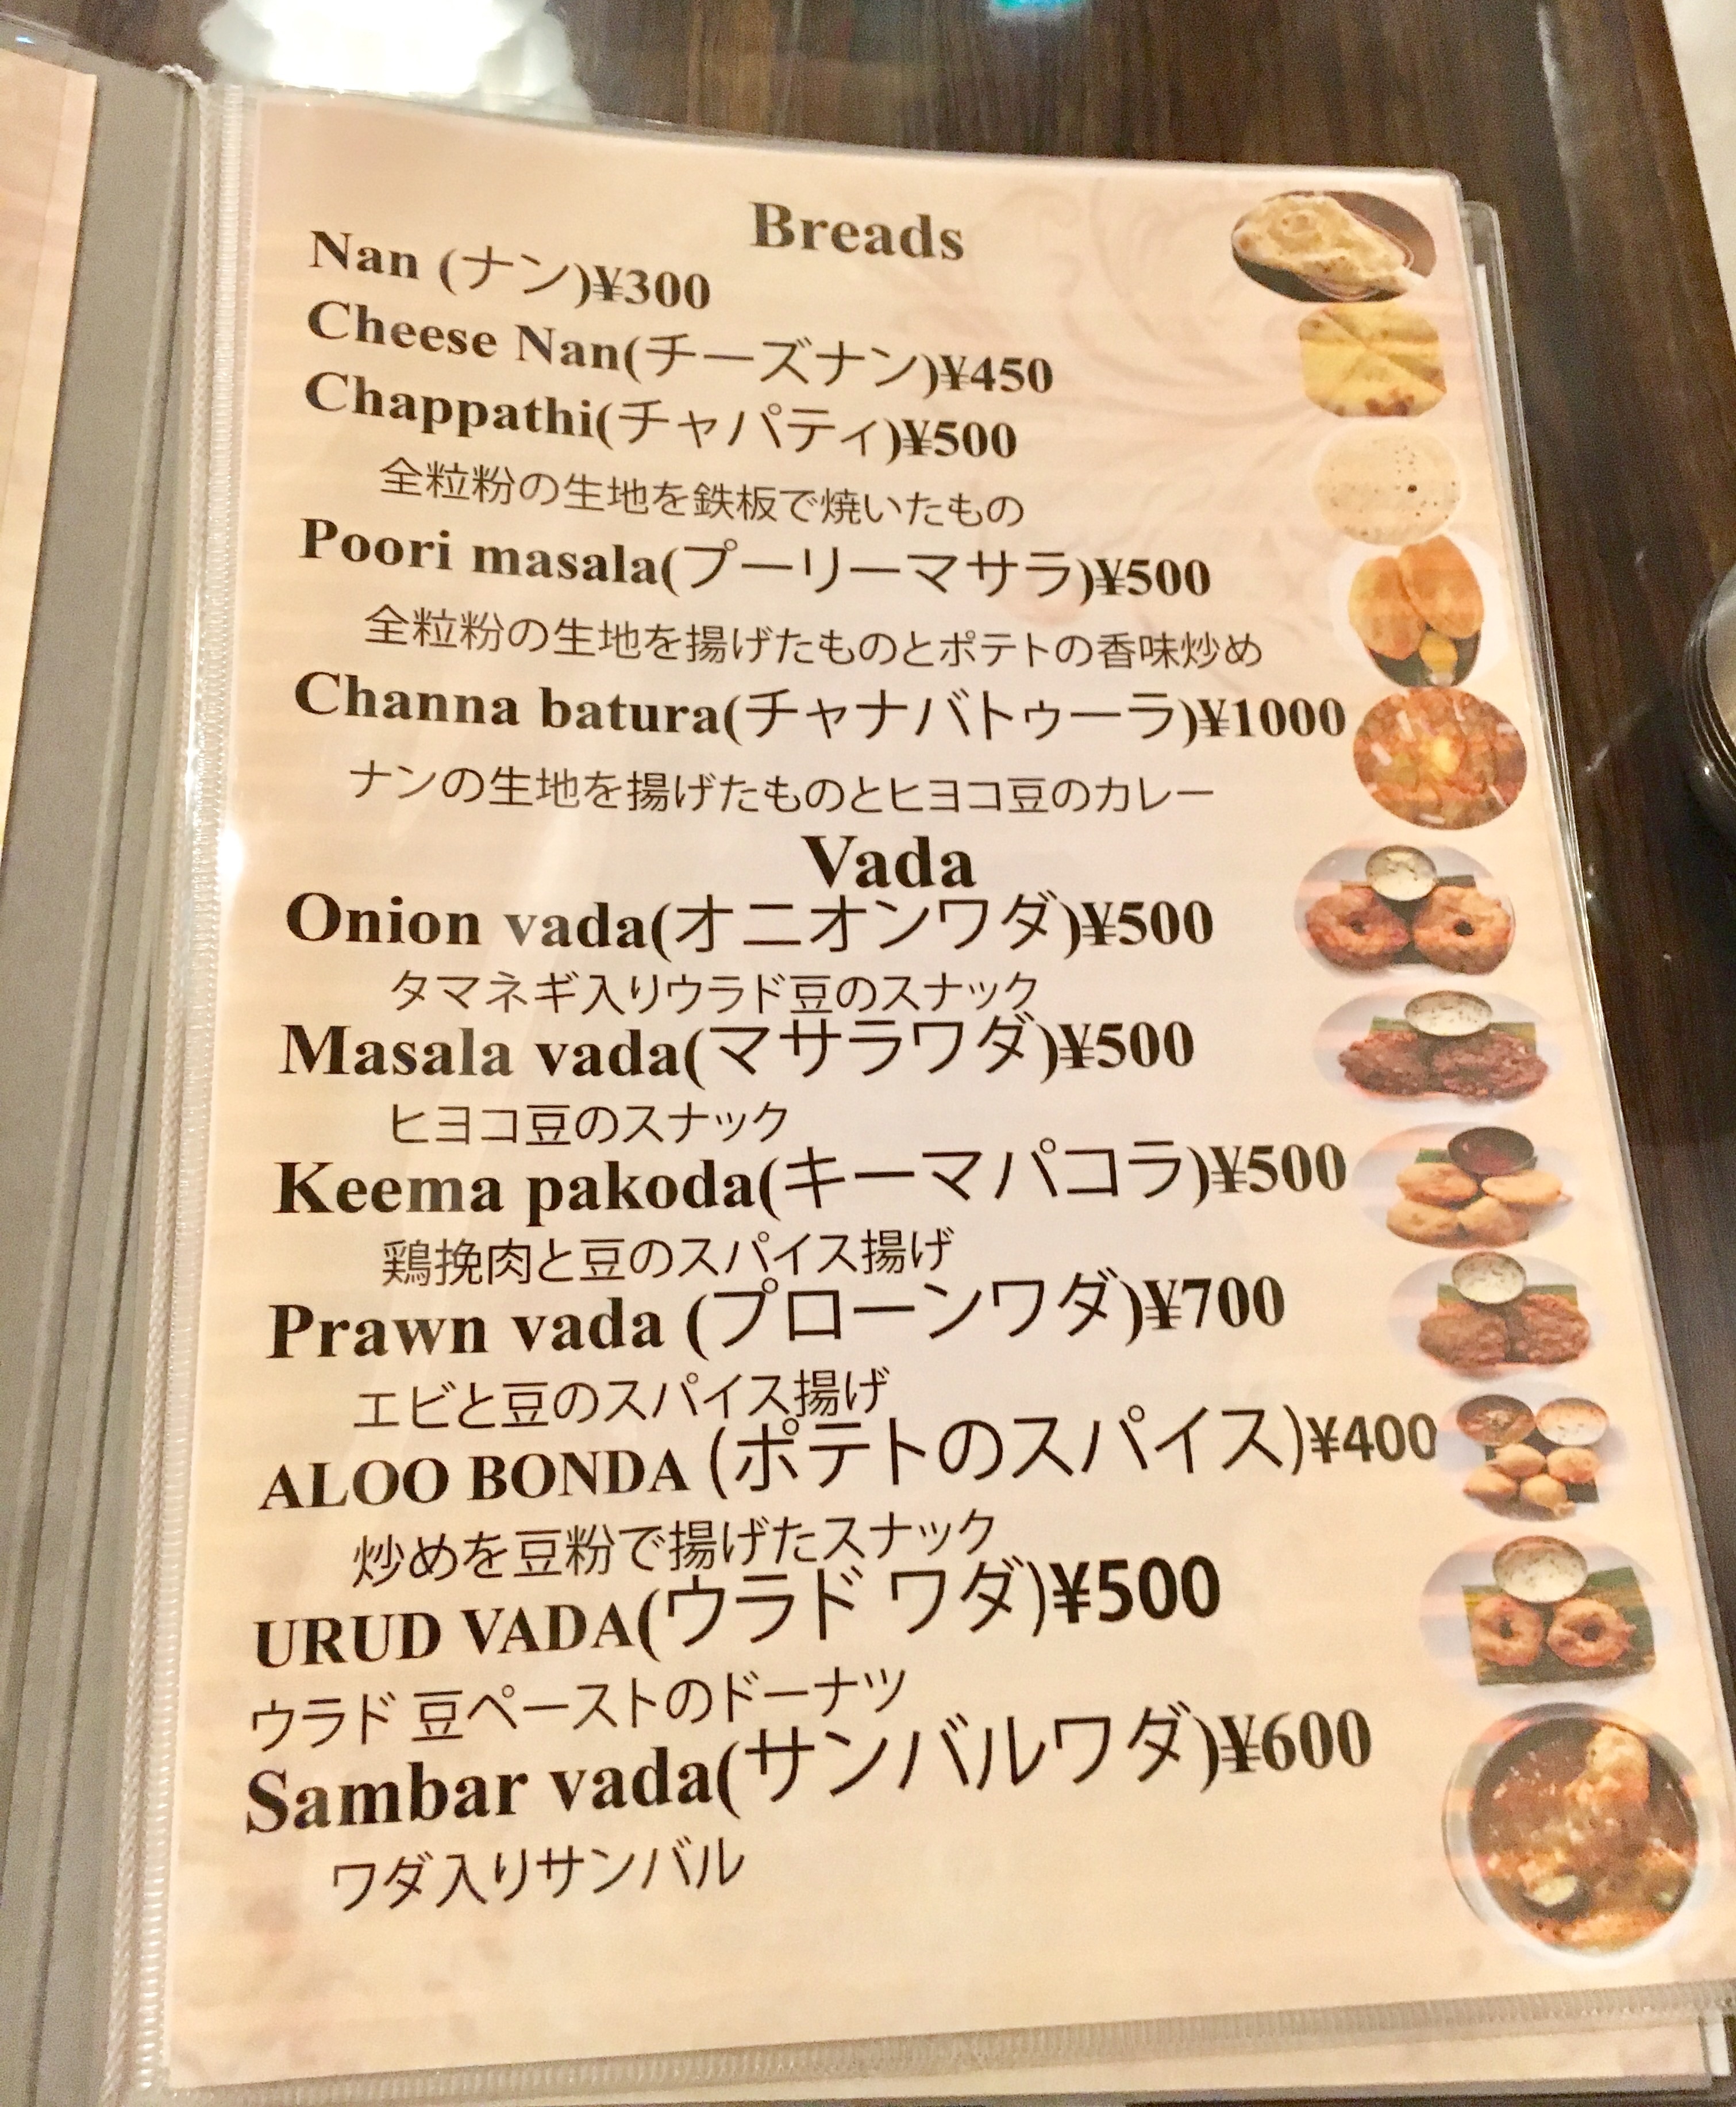 Breads
Nan (ナン)¥300
Cheese Nan(チーズナン)¥450
Chappathi(チャパティ)¥500
全粒粉の生地を鉄板で焼いたもの
Poori masala(プーリーマサラ)¥500
全粒粉の生地を揚げたものとポテトの香味炒め
Channa batura(チャナバトゥーラ)¥1000
ナンの生地を揚げたものとヒヨコ豆のカレー
Vada
Onion vada(オニオンワダ)¥500
タマネギ入りウラド豆のスナック
Masala vada(マサラワダ)¥500
ヒヨコ豆のスナック
Keema pakoda(キーマパコラ)¥500
鶏挽肉と豆のスパイス揚げ
Prawn vada (プローンワダ)¥700
エビと豆のスパイス揚げ
ALOO BONDA (ポテトのスパイス)¥400
炒めを豆粉で揚げたスナック
URUD VADA(ウラド ワダ)¥500
ウラド 豆ペーストのドーナツ
Sambar vada(サンバルワダ)¥600
ワダ入りサンバル